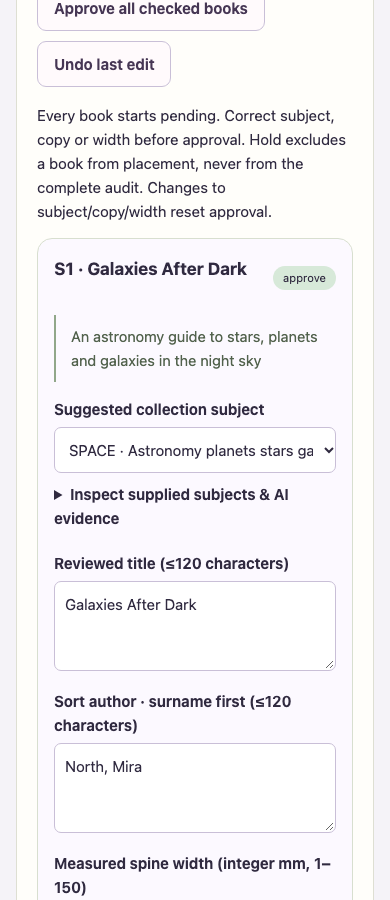 Approve all checked books
Undo last edit
Every book starts pending. Correct subject,
copy or width before approval. Hold excludes
a book from placement, never from the
complete audit. Changes to
subject/copy/width reset approval.
S1 · Galaxies After Dark
approve
An astronomy guide to stars, planets
and galaxies in the night sky
Suggested collection subject
SPACE · Astronomy planets stars ga
Inspect supplied subjects & AI
evidence
Reviewed title (≤120 characters)
Galaxies After Dark
Sort author · surname first (≤120
characters)
North, Mira
Measured spine width (integer mm, 1–
150)